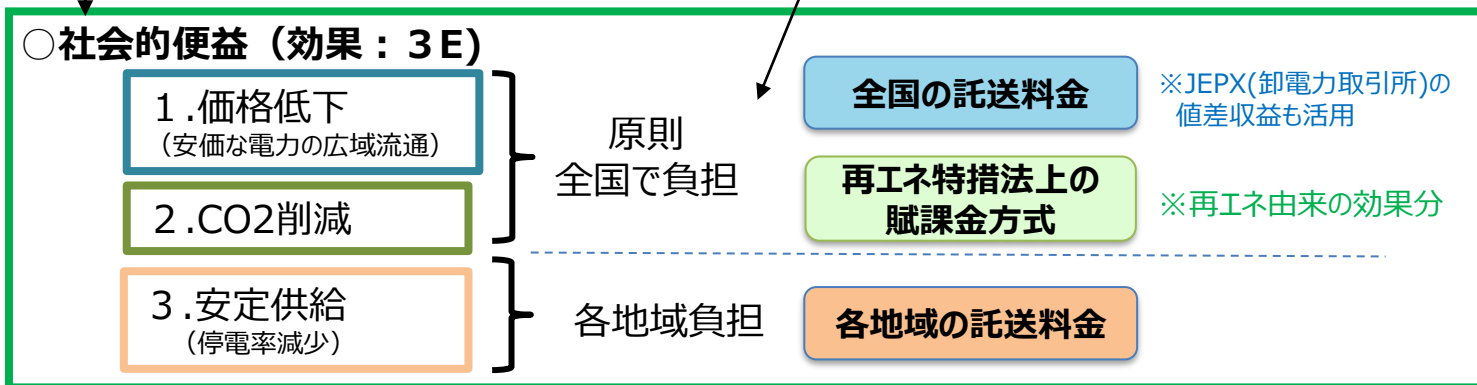 ○社会的便益（効果：３E)
１.価格低下
（安価な電力の広域流通）
２.CO2削減
原則
全国で負担
全国の託送料金
※JEPX(卸電力取引所)の
値差収益も活用
再エネ特措法上の
賦課金方式
※再エネ由来の効果分
３.安定供給
（停電率減少）
各地域負担
各地域の託送料金